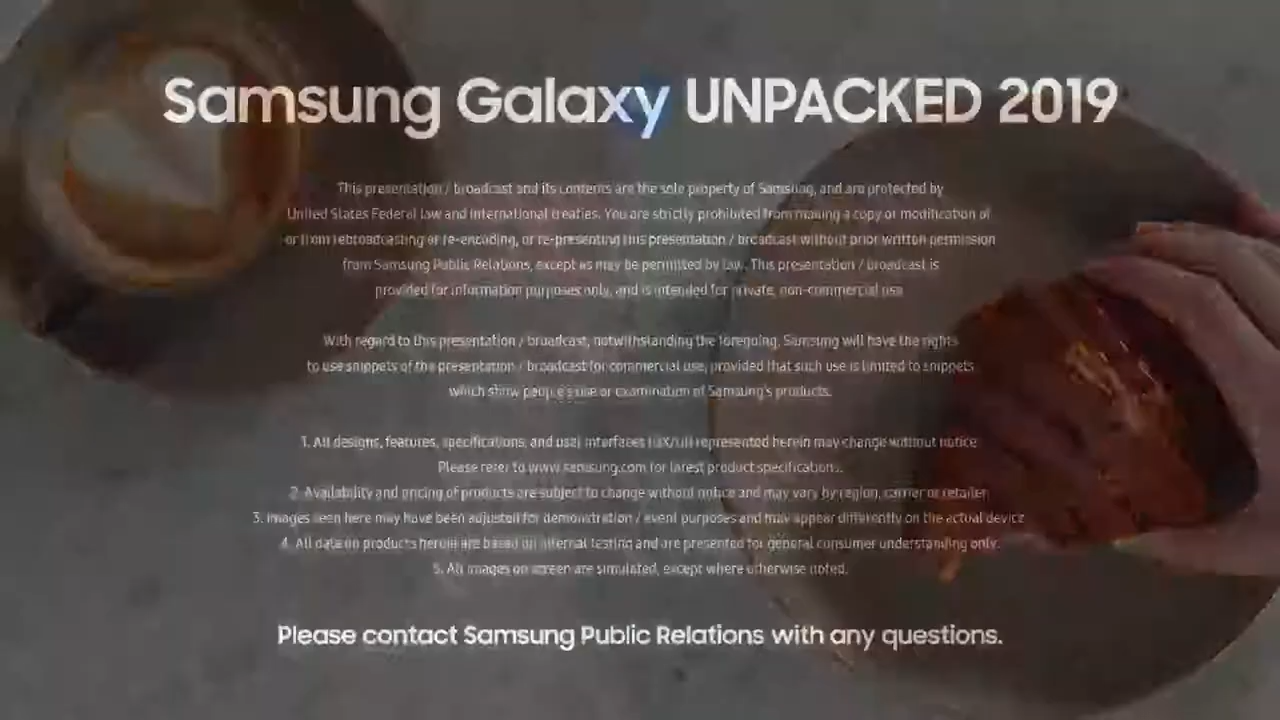 Samsung Galaxy UNPACKED 2019
This presentation / broadcast and its contents are the sole property of Samsung, and are protected by
United States Federal law and international treaties. You are strictly prohibited from making a copy or modification of
or from rebroadcasting or re-encoding, or re-presenting this presentation / broadcast without prior written permission
from Samsung Public Relations, except as may be permitted by law. This presentation / broadcast is
provided for information purposes only, and is intended for private, non-commercial use.
With regard to this presentation / broadcast, notwithstanding the foregoing, Samsung will have the rights
to use snippets of the presentation / broadcast for commercial use, provided that such use is limited to snippets
which show people's use or examination of Samsung's products.
1. All designs, features, specifications, and user interfaces (UX/UI) represented herein may change without notice.
Please refer to www.samsung.com for latest product specifications.
2. Availability and pricing of products are subject to change without notice and may vary by region, carrier or retailer.
3. Images seen here may have been adjusted for demonstration / event purposes and may appear differently on the actual device.
4. All data on products herein are based on internal testing and are presented for general consumer understanding only.
5. All images on screen are simulated, except where otherwise noted.
Please contact Samsung Public Relations with any questions.